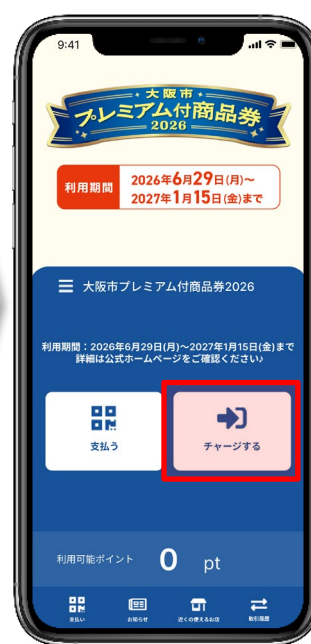 9:41
大阪市
プレミアム付商品券
2026
利用期間
2026年6月29日(月)~
2027年1月15日(金)まで
大阪市プレミアム付商品券2026
利用期間：2026年6月29日(月)~2027年1月15日(金)まで
詳細は公式ホームページをご確認ください♪
支払う
チャージする
利用可能ポイント 0 pt
支払い お知らせ 近くの使えるお店 取引履歴